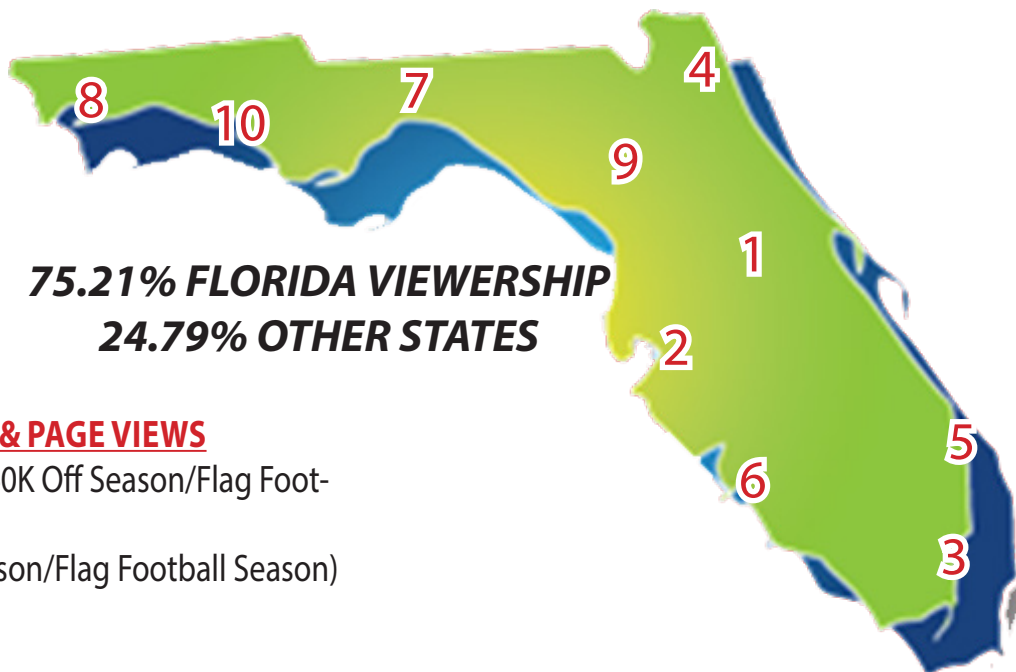 4
7
8
10
9
1
75.21% FLORIDA VIEWERSHIP
24.79% OTHER STATES
2
& PAGE VIEWS
5
0K Off Season/Flag Foot-
6
3
son/Flag Football Season)